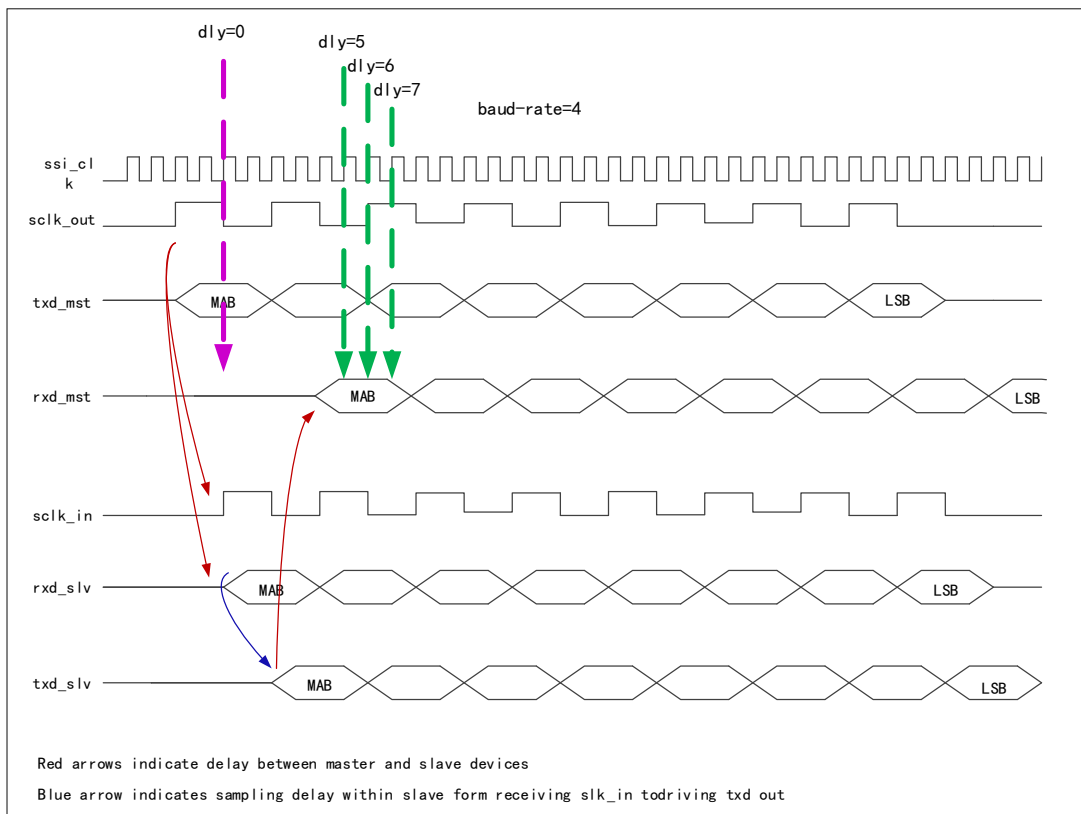 dly=0
dly=5
dly=6
dly=7
baud-rate=4
ssi_cl
k
sclk_out
txd_mst
MAB
LSB
rxd_mst
MAB
LSB
sclk_in
rxd_slv
MAB
LSB
txd_slv
MAB
LSB
Red arrows indicate delay between master and slave devices
Blue arrow indicates sampling delay within slave form receiving slk_in todriving txd out